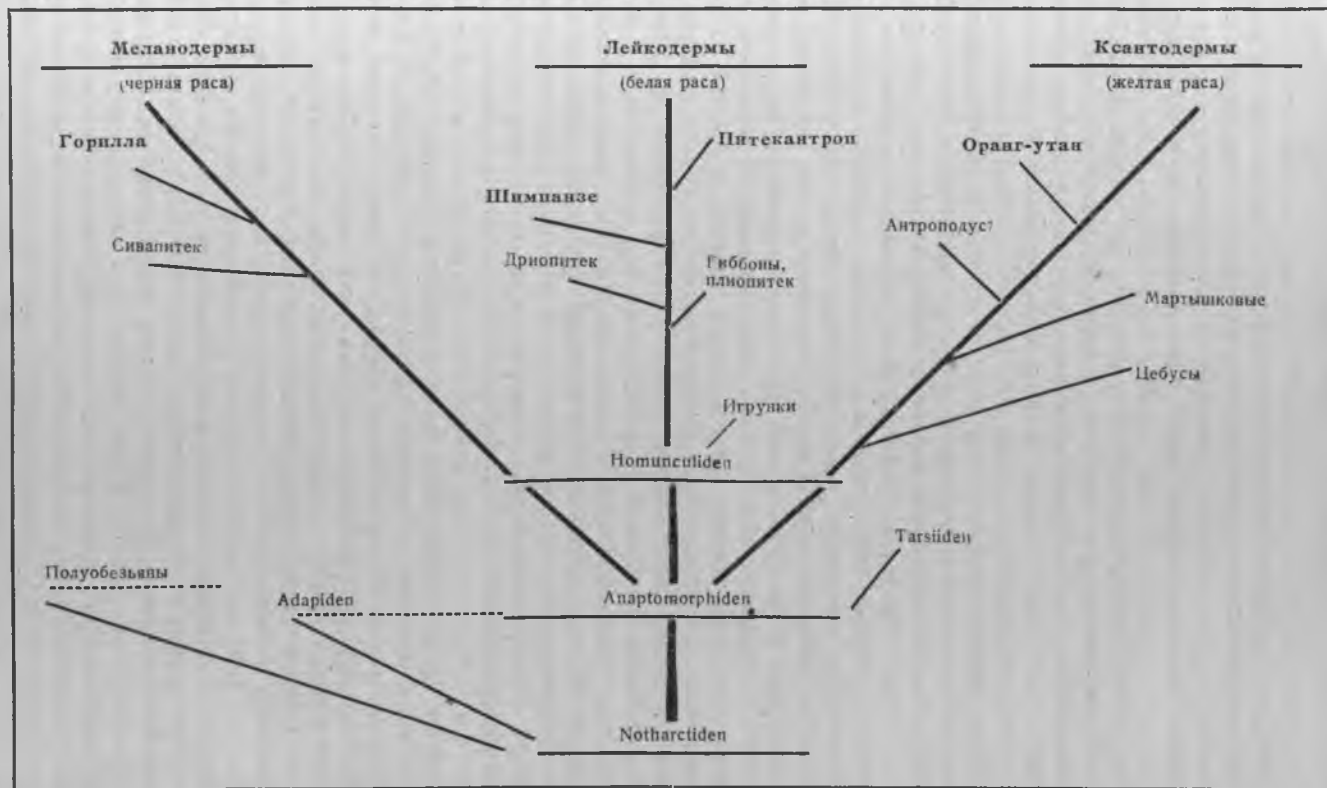 Меланодермы
(черная раса)
Лейкодермы
(белая раса)
Ксантодермы
(желтая раса)
Горилла
Питекантроп
Оранг-утан
Шимпанзе
Сивапитек
Дриопитек
Гиббоны,
плиопитек
Антроподус?
Мартышковые
Цебусы
Игрунки
Homunculiden
Tarsiiden
Полуобезьяны
Adapiden
Anaptomorphiden
Notharctiden